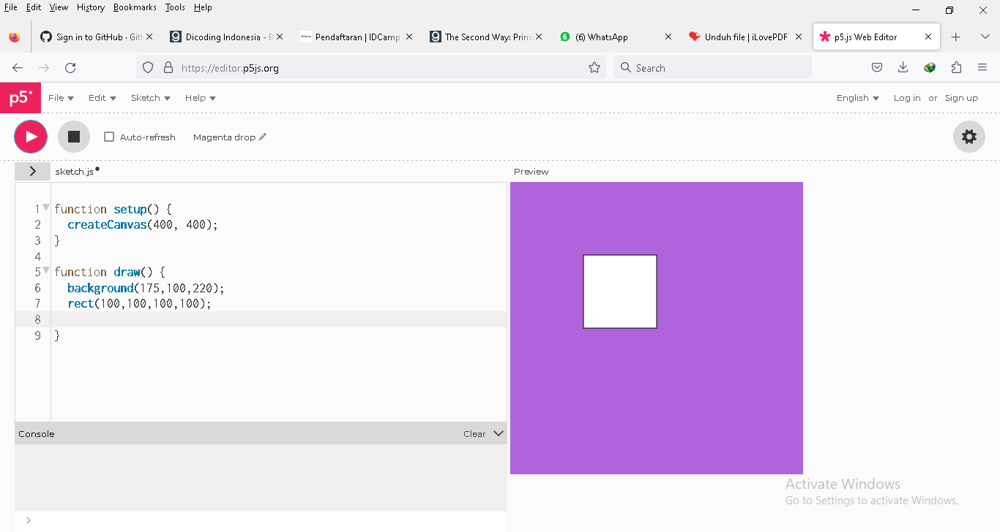 File Edit View History Bookmarks Tools Help
Sign in to GitHub · Git Dicoding Indonesia - B Pendaftaran | IDCamp The Second Way: Prins (6) WhatsApp Unduh file | iLovePDF p5.js Web Editor
https://editor.p5js.org Search
p5* File Edit Sketch Help English Log in or Sign up
Auto-refresh Magenta drop
sketch.js Preview
1 function setup() {
2 createCanvas(400, 400);
3 }
4
5 function draw() {
6 background(175,100,220);
7 rect(100,100,100,100);
8
9 }
Console Clear
>
Activate Windows
Go to Settings to activate Windows.